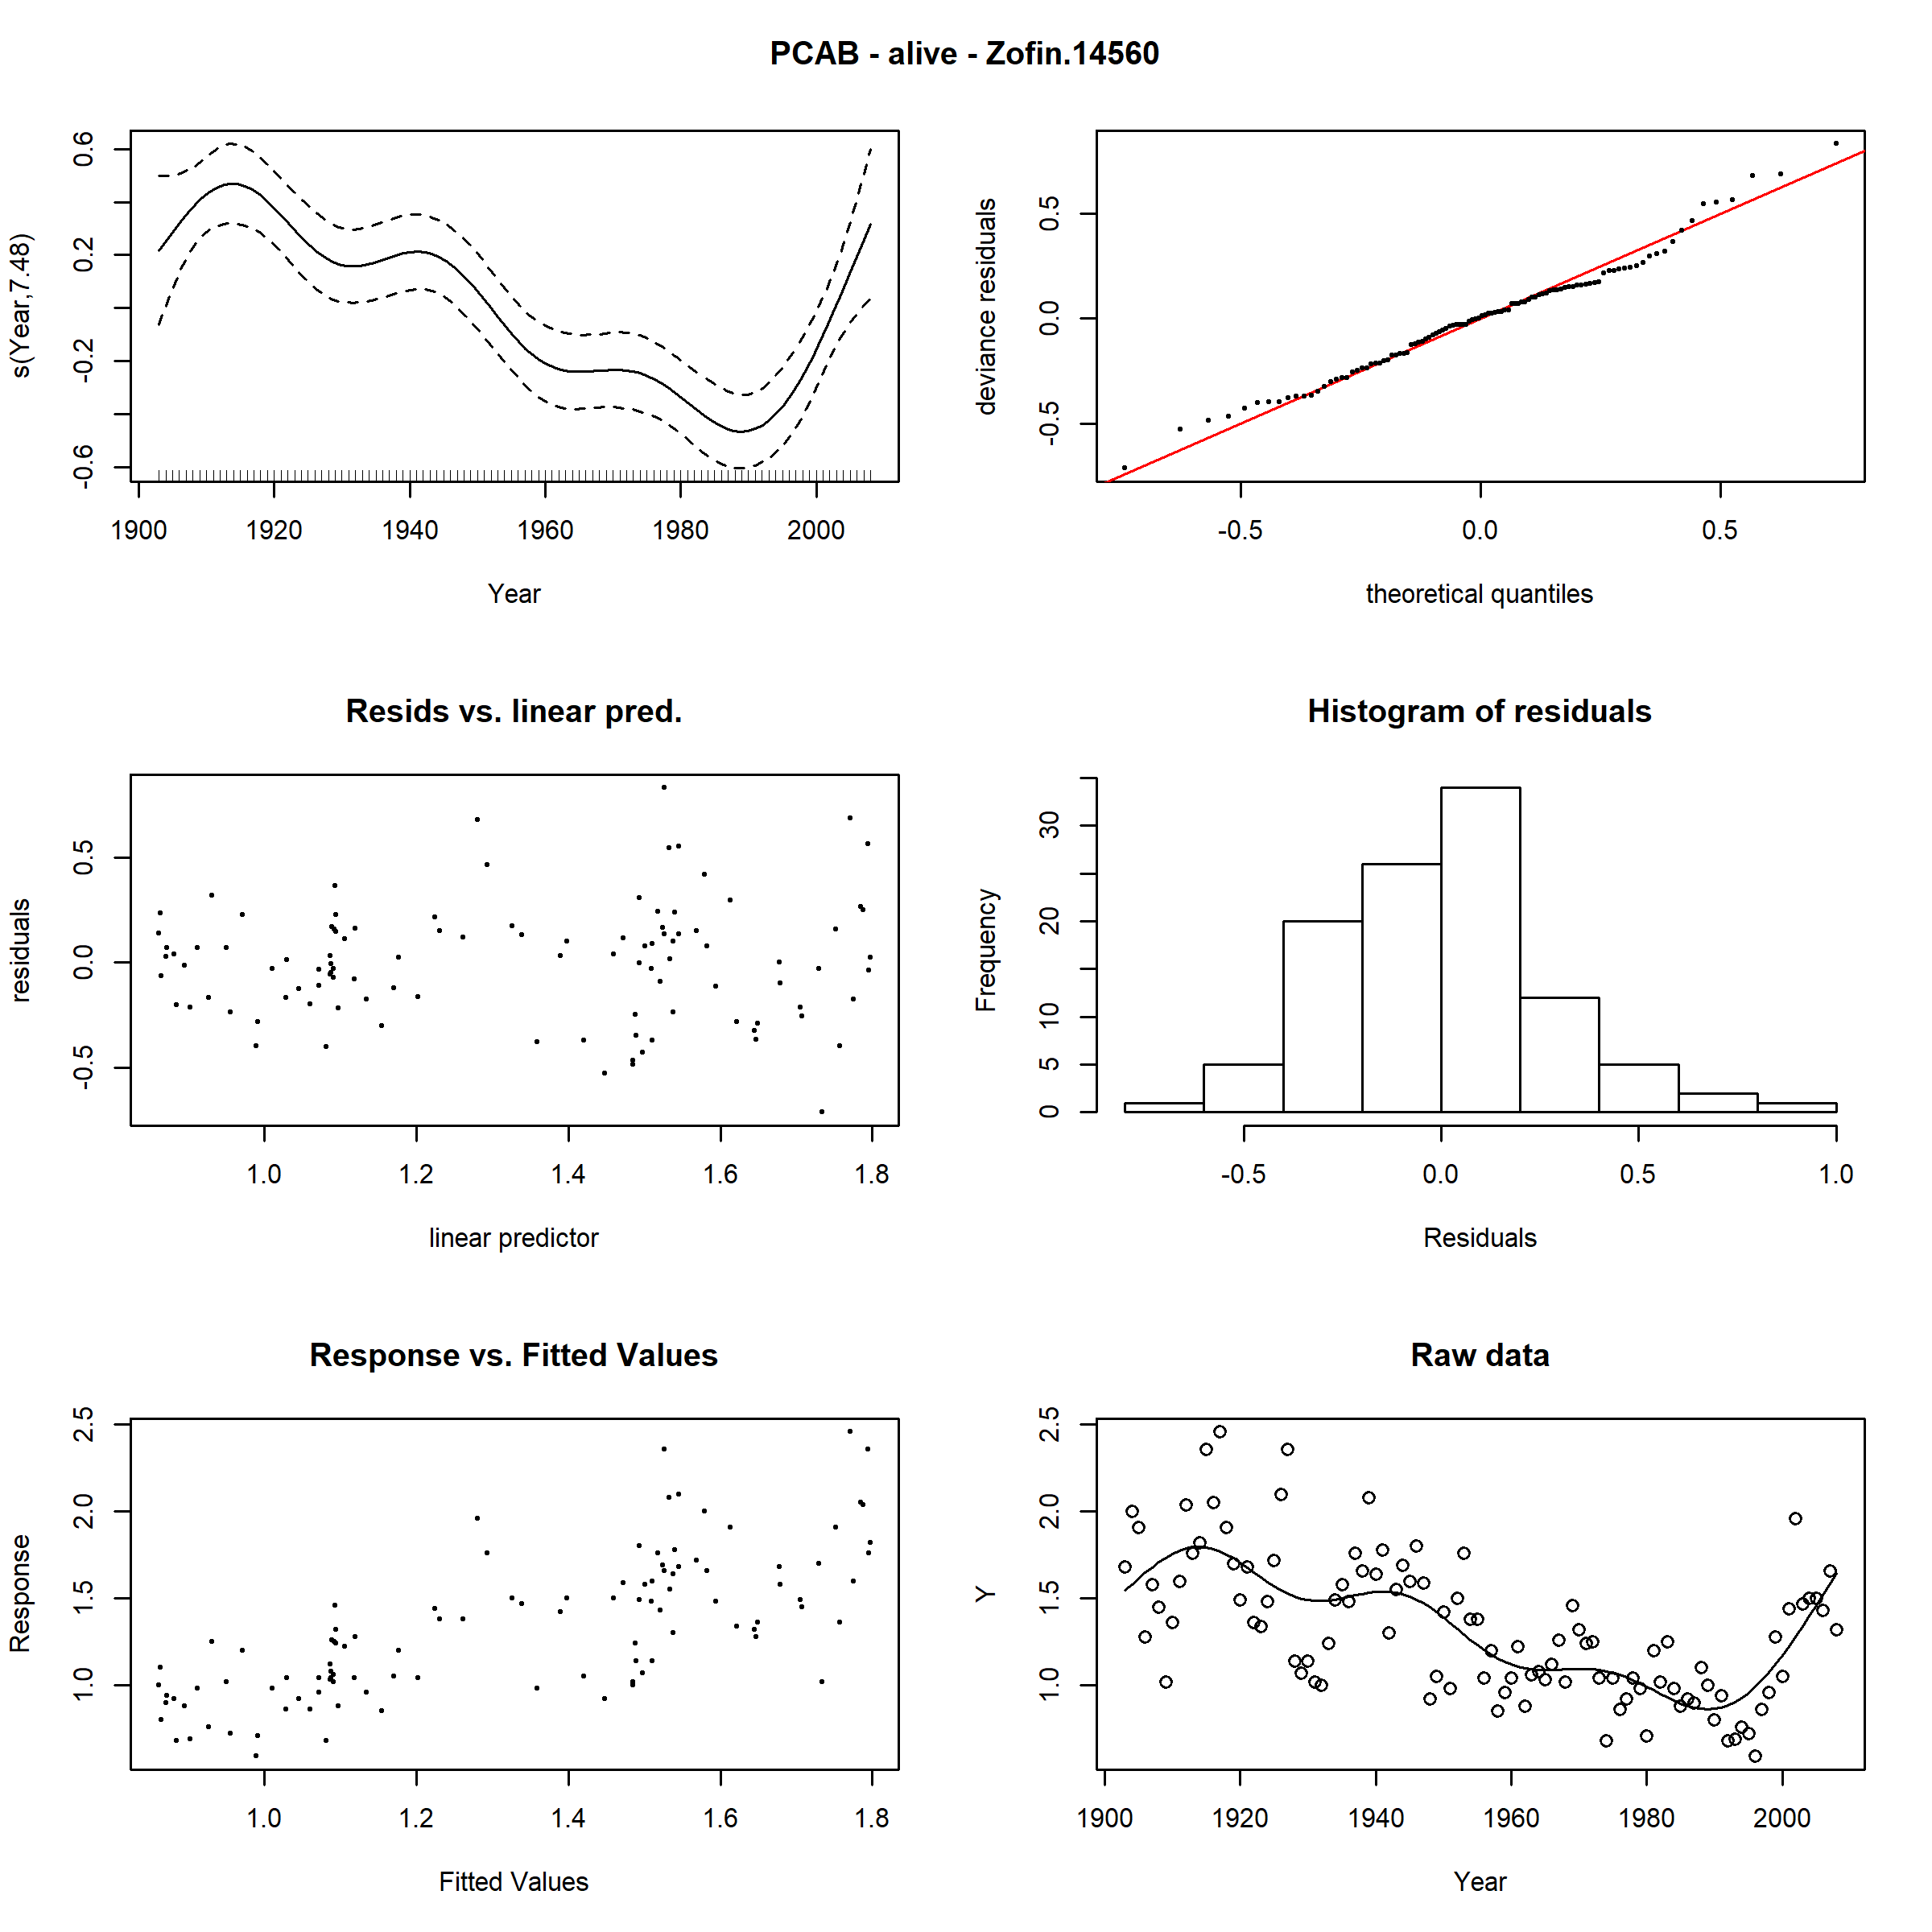 PCAB - alive - Zofin.14560
s(Year,7.48)
0.6
0.2
-0.2
-0.6
1900 1920 1940 1960 1980 2000
Year
deviance residuals
0.5
0.0
-0.5
-0.5 0.0 0.5
theoretical quantiles
Resids vs. linear pred.
residuals
0.5
0.0
-0.5
1.0 1.2 1.4 1.6 1.8
linear predictor
Histogram of residuals
Frequency
30
20
10
5
0
-0.5 0.0 0.5 1.0
Residuals
Response vs. Fitted Values
Response
2.5
2.0
1.5
1.0
1.0 1.2 1.4 1.6 1.8
Fitted Values
Raw data
Y
2.5
2.0
1.5
1.0
1900 1920 1940 1960 1980 2000
Year